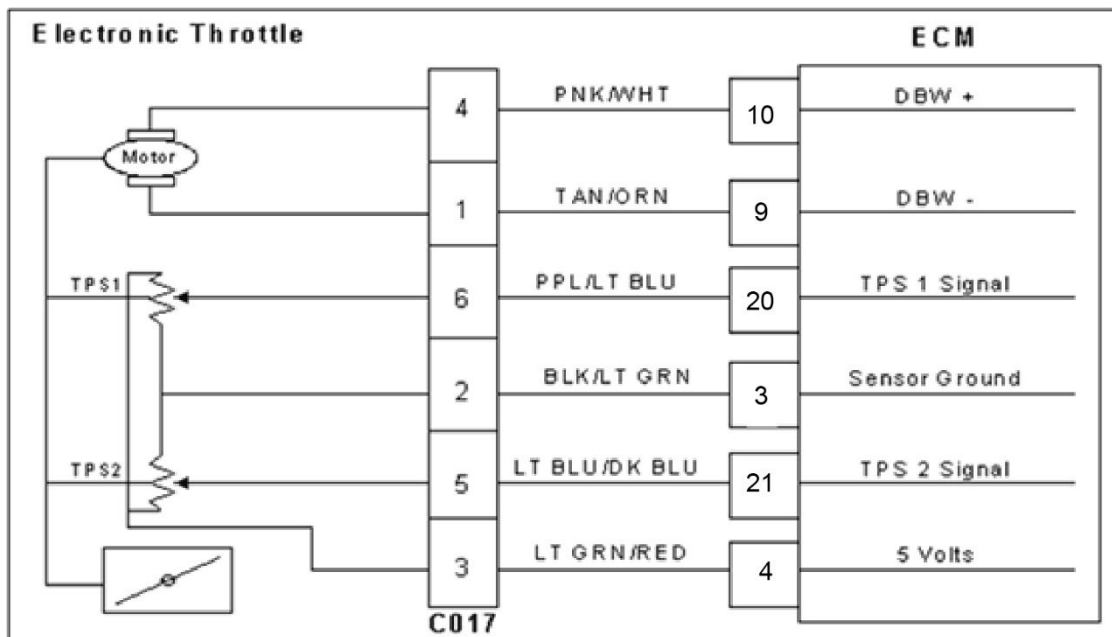 Electronic Throttle
ECM
4 PNK/WHT 10 DBW +
Motor
1 TAN/ORN 9 DBW -
TPS1 6 PPL/LT BLU 20 TPS 1 Signal
2 BLK/LT GRN 3 Sensor Ground
TPS2 5 LT BLU/DK BLU 21 TPS 2 Signal
3 LT GRN/RED 4 5 Volts
C017